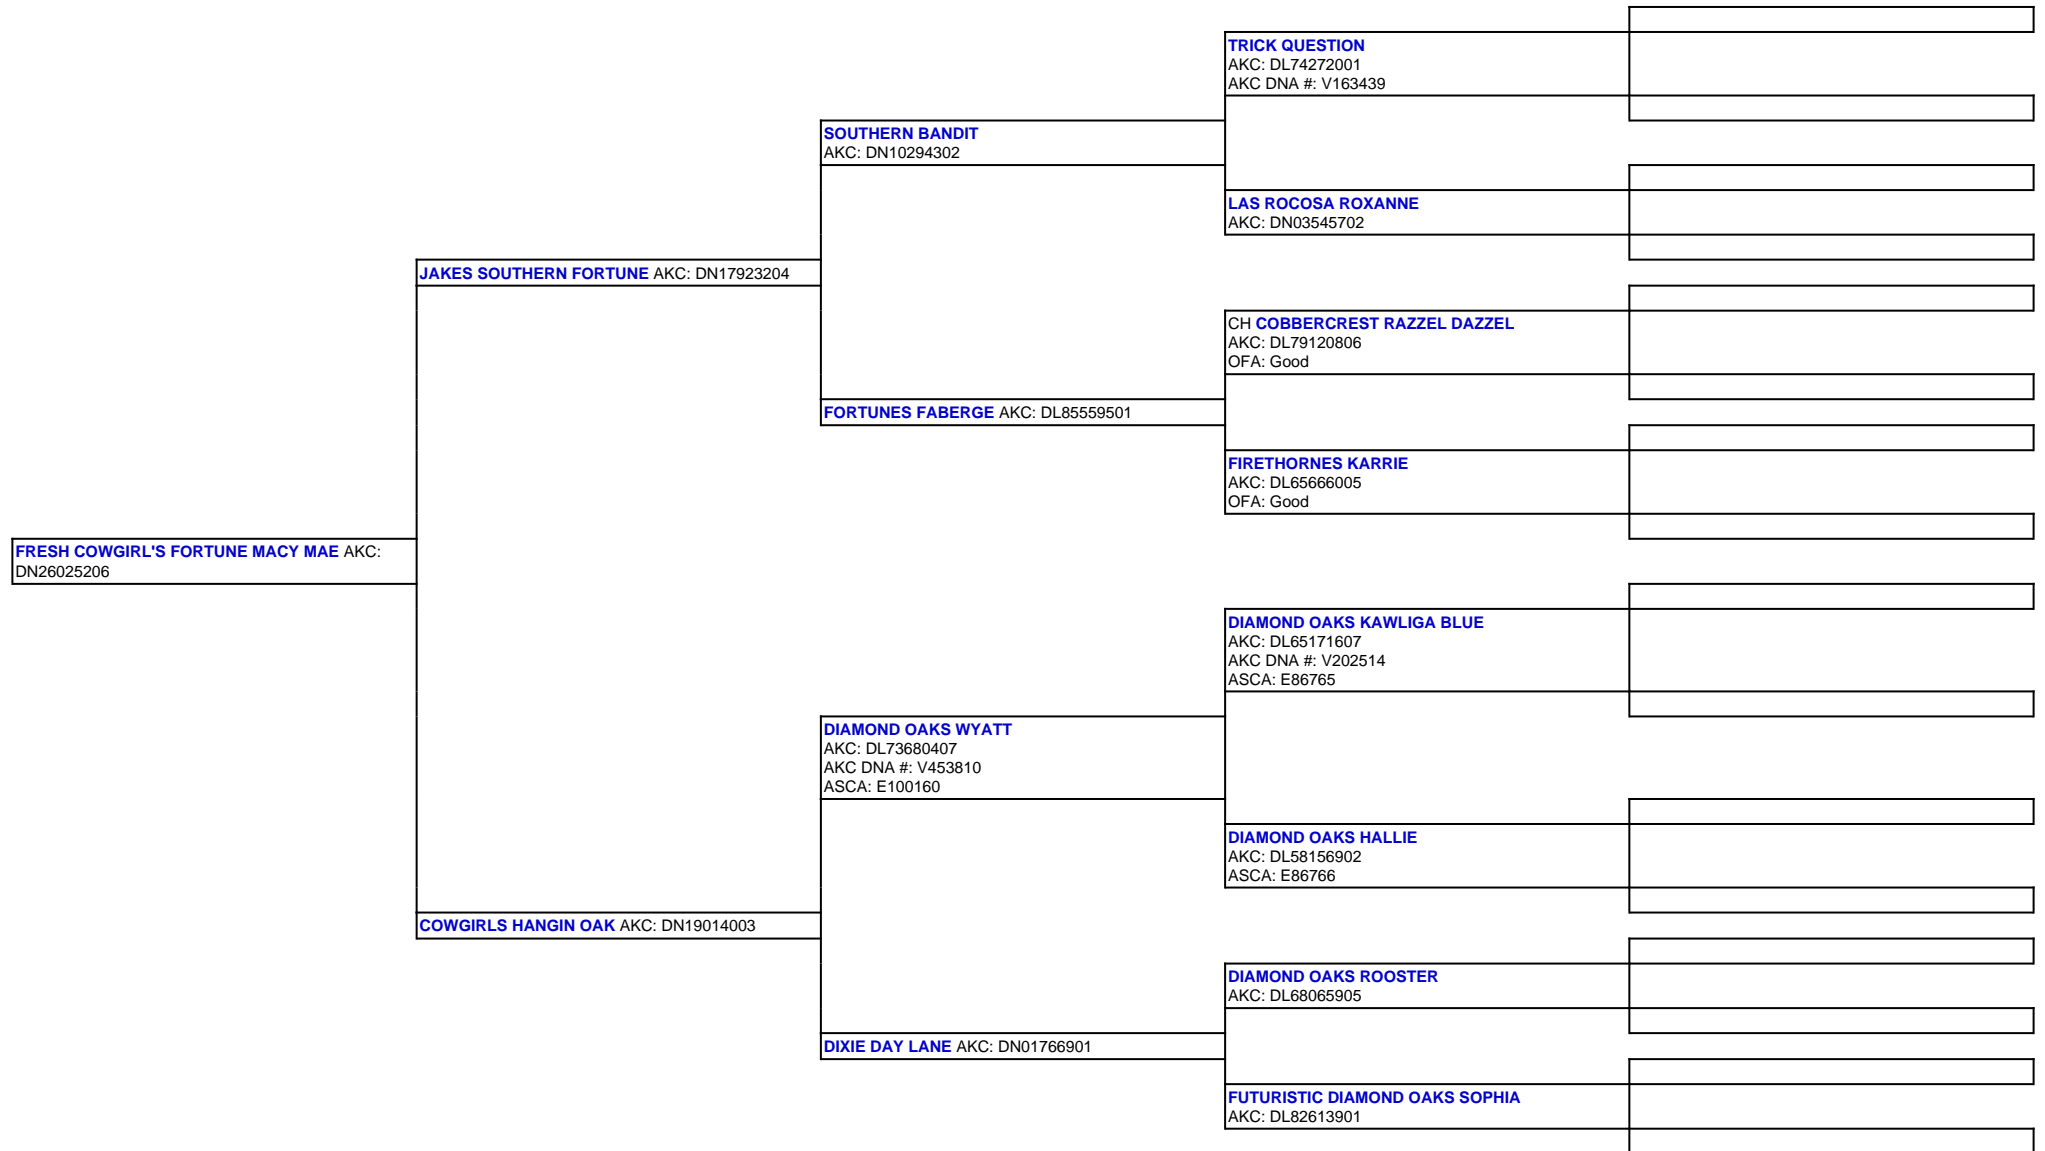 TRICK QUESTION
AKC: DL74272001
AKC DNA #: V163439
SOUTHERN BANDIT
AKC: DN10294302
LAS ROCOSA ROXANNE
AKC: DN03545702
JAKES SOUTHERN FORTUNE AKC: DN17923204
CH COBBERCREST RAZZEL DAZZEL
AKC: DL79120806
OFA: Good
FORTUNES FABERGE AKC: DL85559501
FIRETHORNES KARRIE
AKC: DL65666005
OFA: Good
FRESH COWGIRL'S FORTUNE MACY MAE AKC:
DN26025206
DIAMOND OAKS KAWLIGA BLUE
AKC: DL65171607
AKC DNA #: V202514
ASCA: E86765
DIAMOND OAKS WYATT
AKC: DL73680407
AKC DNA #: V453810
ASCA: E100160
DIAMOND OAKS HALLIE
AKC: DL58156902
ASCA: E86766
COWGIRLS HANGIN OAK AKC: DN19014003
DIAMOND OAKS ROOSTER
AKC: DL68065905
DIXIE DAY LANE AKC: DN01766901
FUTURISTIC DIAMOND OAKS SOPHIA
AKC: DL82613901